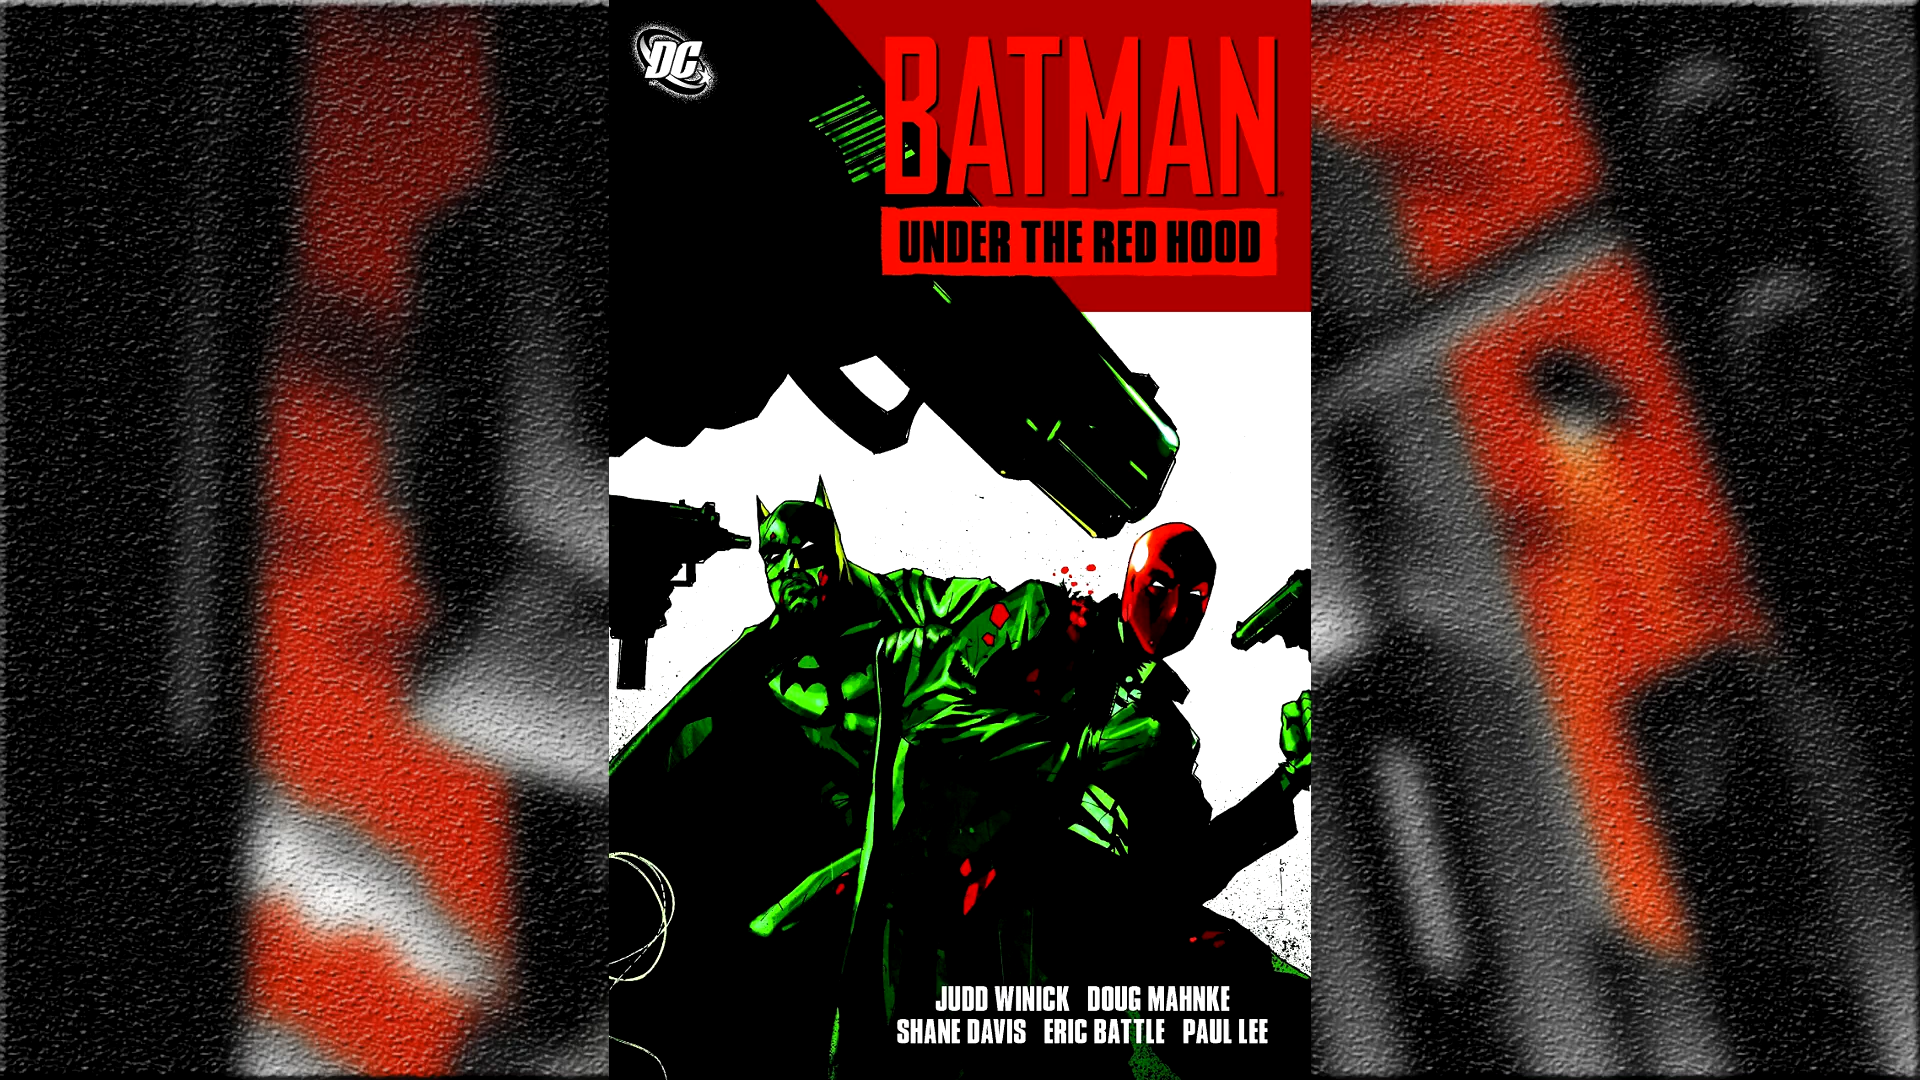 DC
BATMAN
UNDER THE RED HOOD
JUDD WINICK DOUG MAHNKE
SHANE DAVIS ERIC BATTLE PAUL LEE